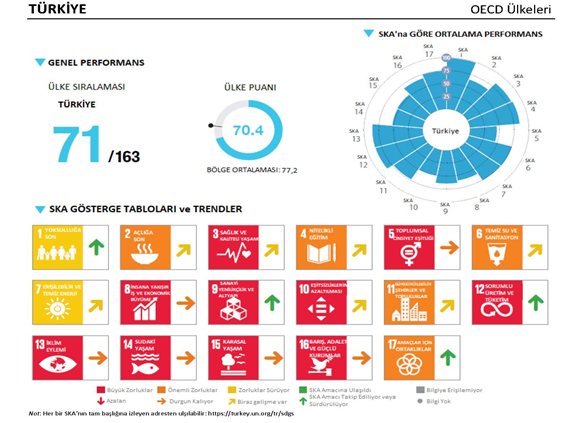 TÜRKİYE
OECD Ülkeleri
GENEL PERFORMANS
SKA'na GÖRE ORTALAMA PERFORMANS
ÜLKE SIRALAMASI
TÜRKİYE
71 /163
ÜLKE PUANI
70.4
BÖLGE ORTALAMASI: 77,2
SKA 1
SKA 2
SKA 3
SKA 4
SKA 5
SKA 6
SKA 7
SKA 8
SKA 9
SKA 10
SKA 11
SKA 12
SKA 13
SKA 14
SKA 15
SKA 16
SKA 17
100
75
50
25
Türkiye
SKA GÖSTERGE TABLOLARI ve TRENDLER
1 YOKSULLUĞA SON
2 AÇLIĞA SON
3 SAĞLIK VE KALİTELİ YAŞAM
4 NİTELİKLİ EĞİTİM
5 TOPLUMSAL CİNSİYET EŞİTLİĞİ
6 TEMİZ SU VE SANİTASYON
7 ERİŞİLEBİLİR VE TEMİZ ENERJİ
8 İNSANA YAKIŞIR İŞ VE EKONOMİK BÜYÜME
9 SANAYİ YENİLİKÇİLİK VE ALTYAPI
10 EŞİTSİZLİKLERİN AZALTILMASI
11 SÜRDÜRÜLEBİLİR ŞEHİRLER VE TOPLULUKLAR
12 SORUMLU ÜRETİM VE TÜKETİM
13 İKLİM EYLEMİ
14 SUDAKİ YAŞAM
15 KARASAL YAŞAM
16 BARIŞ, ADALET VE GÜÇLÜ KURUMLAR
17 AMAÇLAR İÇİN ORTAKLIKLAR
Büyük Zorluklar
Önemli Zorluklar
Zorluklar Sürüyor
SKA Amacına Ulaşıldı
Bilgiye Erişilemiyor
Azalan
Durgun Kalıyor
Biraz gelişme var
SKA Amacı Takip Ediliyor veya
Sürdürülüyor
Bilgi Yok
Not: Her bir SKA'nın tam başlığına izleyen adresten ulşilabilir: https://turkey.un.org/tr/sdgs